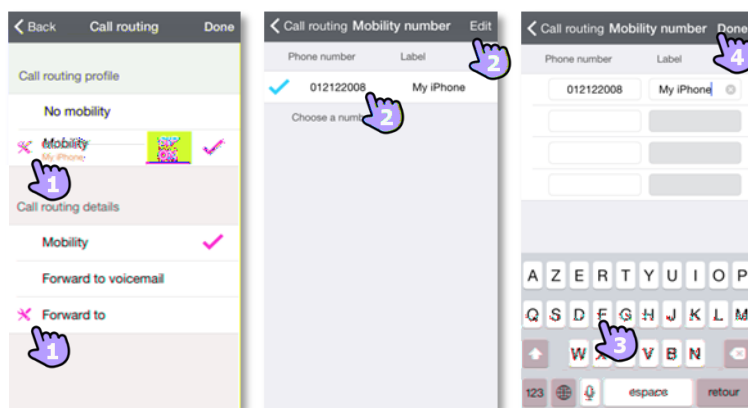 Back Call routing Done
Call routing profile
No mobility
Mobility
My iPhone
1
Call routing details
Mobility
Forward to voicemail
Forward to
1
Call routing Mobility number Edit
2
Phone number Label
012122008 My iPhone
2
Choose a numb
Call routing Mobility number Done
4
Phone number Label
012122008 My iPhone
A Z E R T Y U I O P
Q S D F G H J K L M
W X V B N
3
123 espace retour